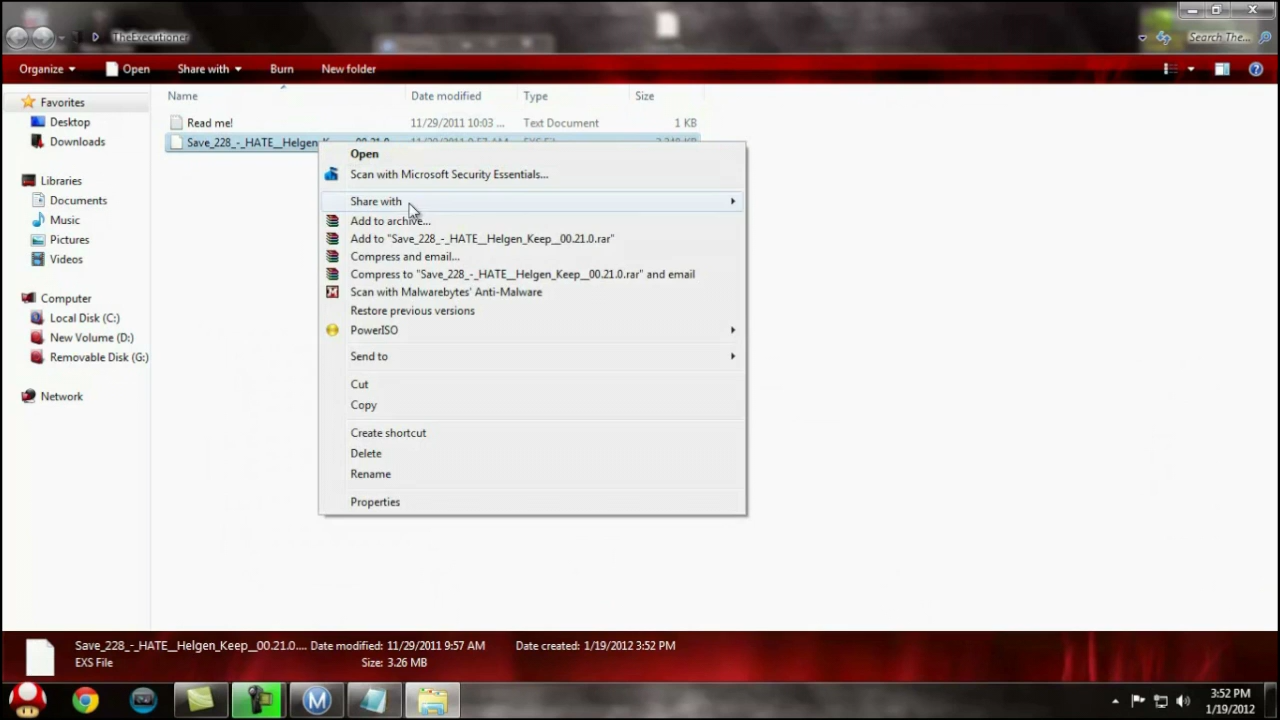 TheExecutioner
Search The...
Organize Open Share with Burn New folder
Name Date modified Type Size
Favorites
Desktop
Downloads
Libraries
Documents
Music
Pictures
Videos
Computer
Local Disk (C:)
New Volume (D:)
Removable Disk (G:)
Network
Read me! 11/29/2011 10:03 ... Text Document 1 KB
Save_228_-_HATE__Helgen_
Open
Scan with Microsoft Security Essentials...
Share with
Add to archive...
Add to "Save_228_-_HATE__Helgen_Keep__00.21.0.rar"
Compress and email...
Compress to "Save_228_-_HATE__Helgen_Keep__00.21.0.rar" and email
Scan with Malwarebytes' Anti-Malware
Restore previous versions
PowerISO
Send to
Cut
Copy
Create shortcut
Delete
Rename
Properties
Save_228_-_HATE__Helgen_Keep__00.21.0.... Date modified: 11/29/2011 9:57 AM Date created: 1/19/2012 3:52 PM
EXS File Size: 3.26 MB
3:52 PM
1/19/2012